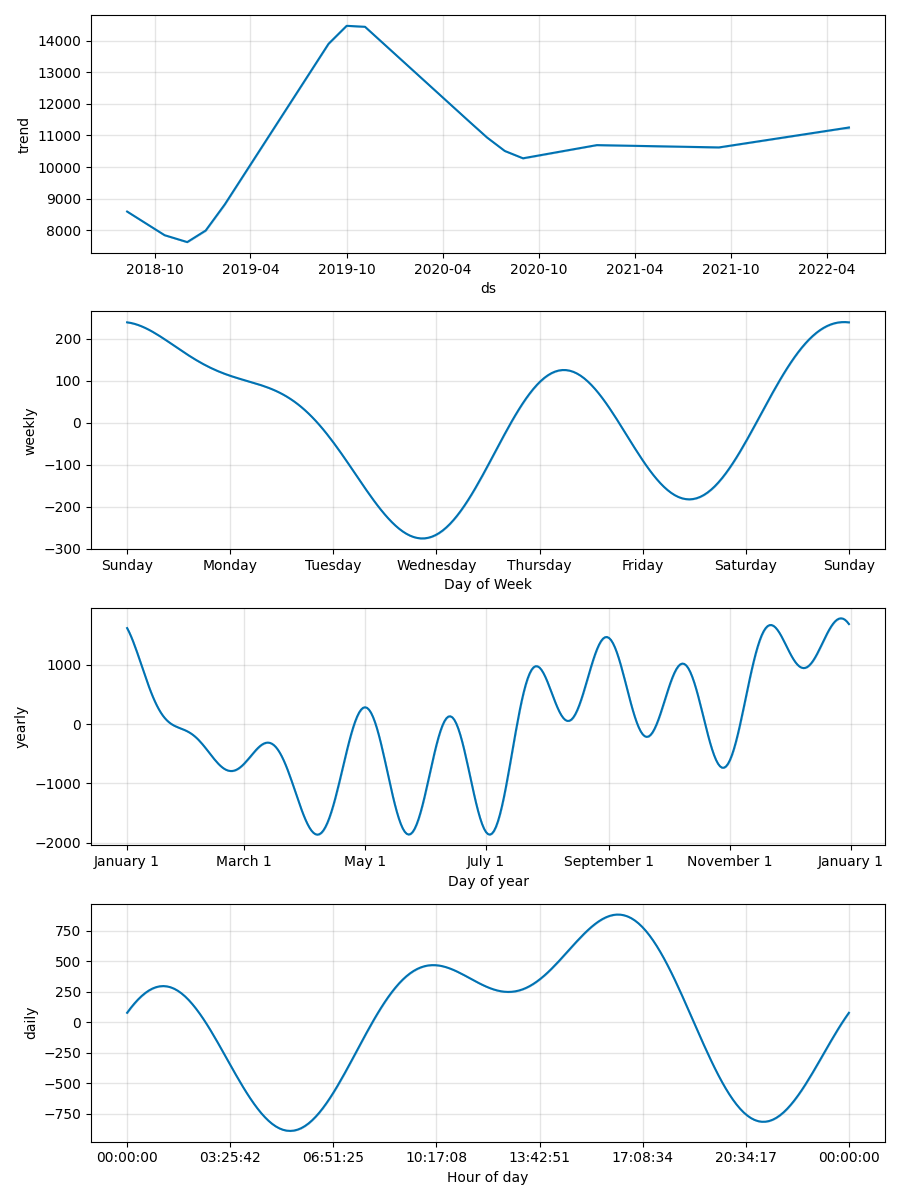 14000
13000
12000
11000
10000
9000
8000
trend
2018-10 2019-04 2019-10 2020-04 2020-10 2021-04 2021-10 2022-04
ds
200
100
0
−100
−200
−300
weekly
Sunday Monday Tuesday Wednesday Thursday Friday Saturday Sunday
Day of Week
1000
0
−1000
−2000
yearly
January 1 March 1 May 1 July 1 September 1 November 1 January 1
Day of year
750
500
250
0
−250
−500
−750
daily
00:00:00 03:25:42 06:51:25 10:17:08 13:42:51 17:08:34 20:34:17 00:00:00
Hour of day